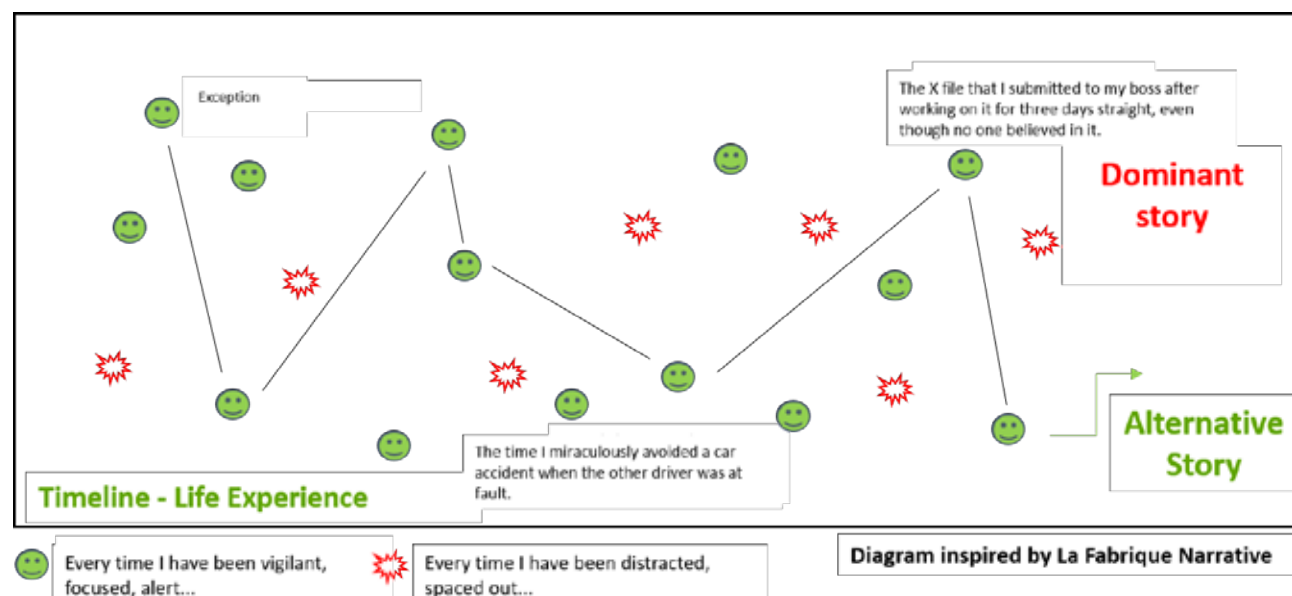 Exception
The X file that I submitted to my boss after
working on it for three days straight, even
though no one believed in it.
Dominant
story
Alternative
Story
The time I miraculously avoided a car
accident when the other driver was at
fault.
Timeline - Life Experience
Every time I have been vigilant,
focused, alert...
Every time I have been distracted,
spaced out...
Diagram inspired by La Fabrique Narrative